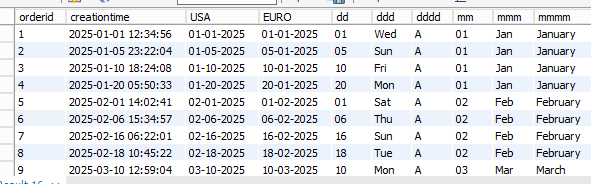 orderid creationtime USA EURO dd ddd dddd mm mmm mmmm
1 2025-01-01 12:34:56 01-01-2025 01-01-2025 01 Wed A 01 Jan January
2 2025-01-05 23:22:04 01-05-2025 05-01-2025 05 Sun A 01 Jan January
3 2025-01-10 18:24:08 01-10-2025 10-01-2025 10 Fri A 01 Jan January
4 2025-01-20 05:50:33 01-20-2025 20-01-2025 20 Mon A 01 Jan January
5 2025-02-01 14:02:41 02-01-2025 01-02-2025 01 Sat A 02 Feb February
6 2025-02-06 15:34:57 02-06-2025 06-02-2025 06 Thu A 02 Feb February
7 2025-02-16 06:22:01 02-16-2025 16-02-2025 16 Sun A 02 Feb February
8 2025-02-18 10:45:22 02-18-2025 18-02-2025 18 Tue A 02 Feb February
9 2025-03-10 12:59:04 03-10-2025 10-03-2025 10 Mon A 03 Mar March